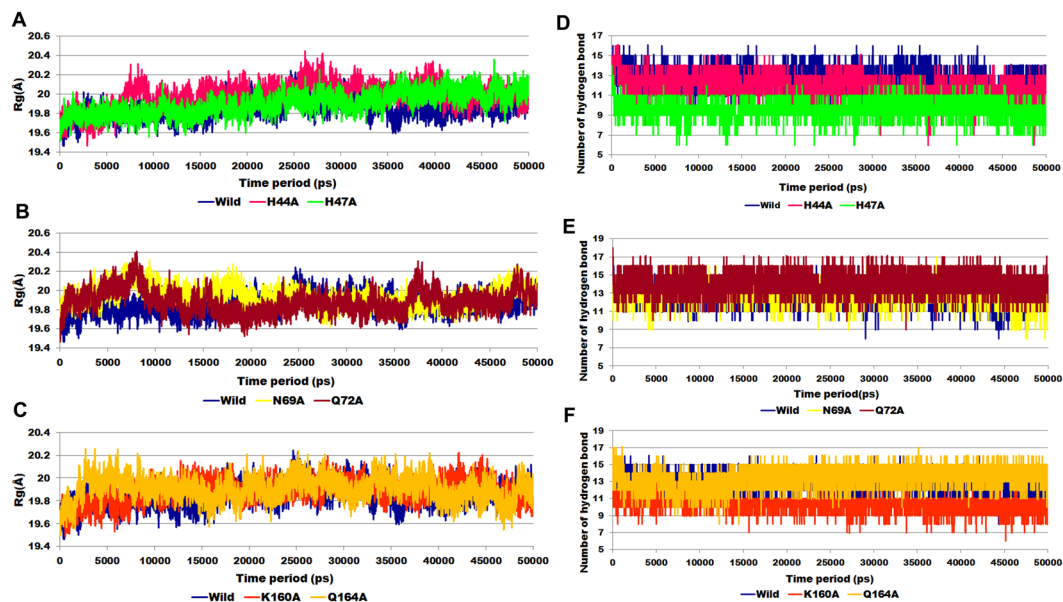 A
20.6
20.4
20.2
20
19.8
19.6
19.4
Rg(Å)
0 5000 10000 15000 20000 25000 30000 35000 40000 45000 50000
Time period (ps)
Wild H44A H47A
B
20.6
20.4
20.2
20
19.8
19.6
19.4
Rg(Å)
0 5000 10000 15000 20000 25000 30000 35000 40000 45000 50000
Time period (ps)
Wild N69A Q72A
C
20.4
20.2
20
19.8
19.6
19.4
Rg(Å)
0 5000 10000 15000 20000 25000 30000 35000 40000 45000 50000
Time period (ps)
Wild K160A Q164A
D
17
15
13
11
9
7
5
Number of hydrogen bond
0 5000 10000 15000 20000 25000 30000 35000 40000 45000 50000
Time period (ps)
Wild H44A H47A
E
19
17
15
13
11
9
7
5
Number of hydrogen bond
0 5000 10000 15000 20000 25000 30000 35000 40000 45000 50000
Time period(ps)
Wild N69A Q72A
F
19
17
15
13
11
9
7
5
Number of hydrogen bond
0 5000 10000 15000 20000 25000 30000 35000 40000 45000 50000
Time period (ps)
Wild K160A Q164A